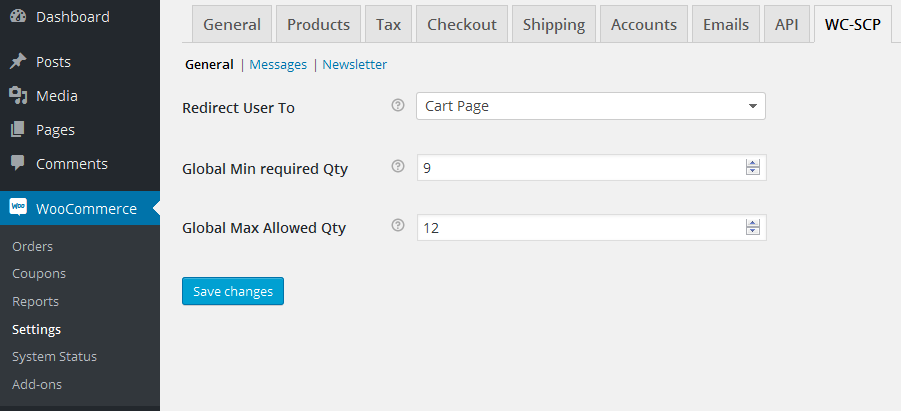 Dashboard
Posts
Media
Pages
Comments
Woo WooCommerce
Orders
Coupons
Reports
Settings
System Status
Add-ons
General Products Tax Checkout Shipping Accounts Emails API WC-SCP
General | Messages | Newsletter
Redirect User To ? Cart Page
Global Min required Qty ? 9
Global Max Allowed Qty ? 12
Save changes